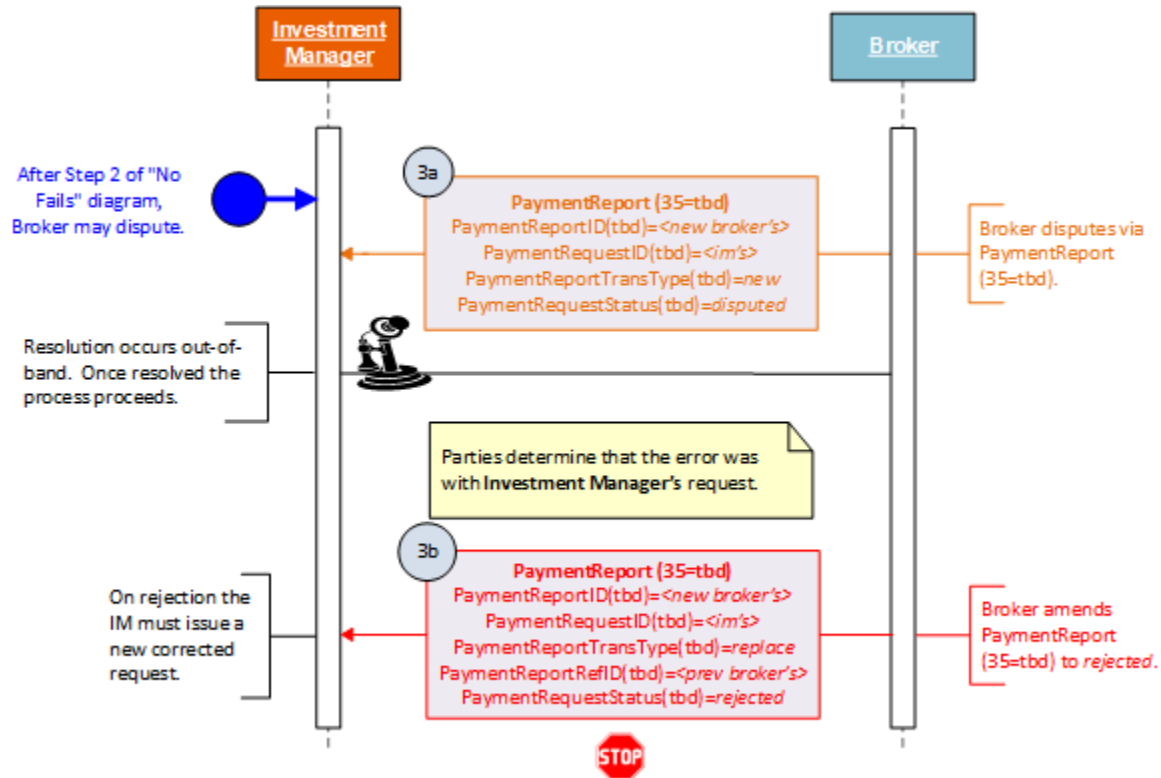 Investment
Manager
Broker
After Step 2 of "No
Fails" diagram,
Broker may dispute.
3a
PaymentReport (35=tbd)
PaymentReportID(tbd)=<new broker's>
PaymentRequestID(tbd)=<im's>
PaymentReportTransType(tbd)=new
PaymentRequestStatus(tbd)=disputed
Broker disputes via
PaymentReport
(35=tbd).
Resolution occurs out-of-
band.  Once resolved the
process proceeds.
Parties determine that the error was
with Investment Manager's request.
3b
PaymentReport (35=tbd)
PaymentReportID(tbd)=<new broker's>
PaymentRequestID(tbd)=<im's>
PaymentReportTransType(tbd)=replace
PaymentReportRefID(tbd)=<prev broker's>
PaymentRequestStatus(tbd)=rejected
On rejection the
IM must issue a
new corrected
request.
Broker amends
PaymentReport
(35=tbd) to rejected.
STOP